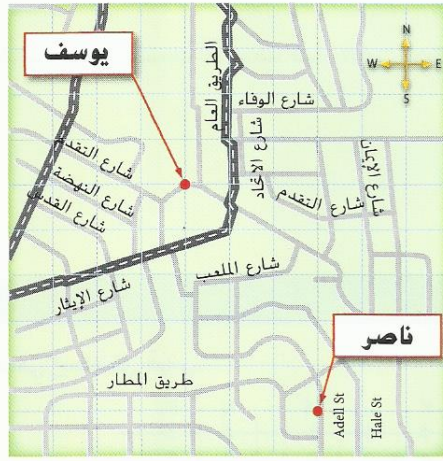 يوسف
N
W
E
S
الطريق العام
شارع الوفاء
شارع الاتحاد
شارع التقدم
شارع النهضة
شارع القدس
شارع التقدم
شارع الإيمان
شارع الملعب
شارع الإيثار
ناصر
طريق المطار
Adell St
Hale St